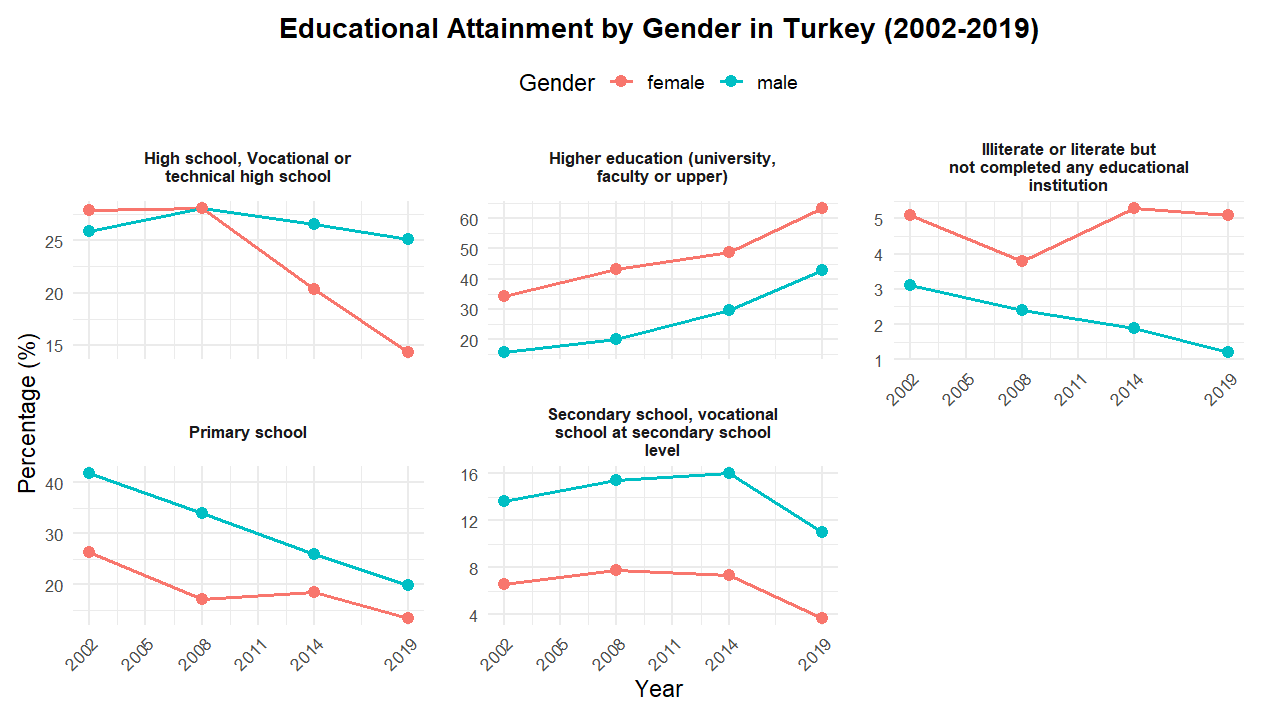 Educational Attainment by Gender in Turkey (2002-2019)
Gender female male
High school, Vocational or
technical high school
25
20
15
Higher education (university,
faculty or upper)
60
50
40
30
20
Illiterate or literate but
not completed any educational
institution
5
4
3
2
1
2002 2005 2008 2011 2014 2019
Percentage (%)
Primary school
40
30
20
2002 2005 2008 2011 2014 2019
Secondary school, vocational
school at secondary school
level
16
12
8
4
2002 2005 2008 2011 2014 2019
Year